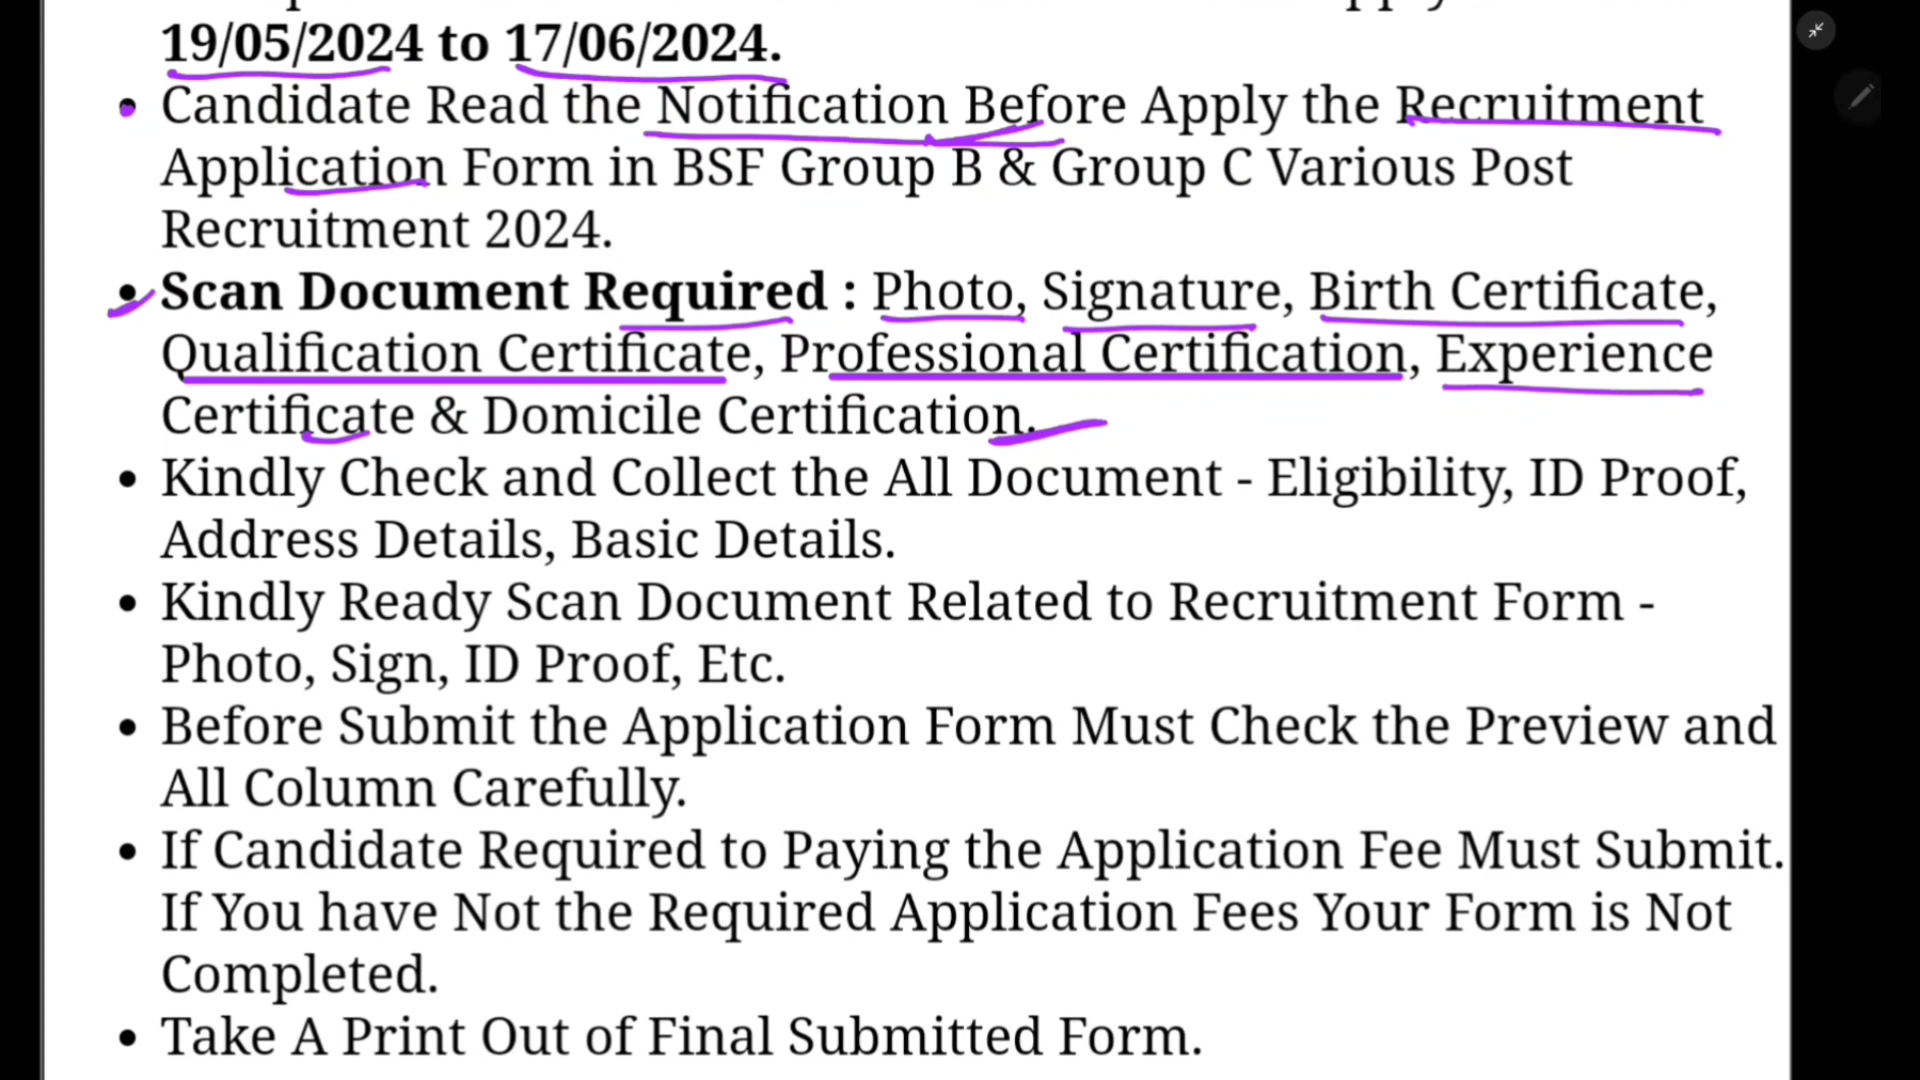 19/05/2024 to 17/06/2024.
• Candidate Read the Notification Before Apply the Recruitment
Application Form in BSF Group B & Group C Various Post
Recruitment 2024.
• Scan Document Required : Photo, Signature, Birth Certificate,
Qualification Certificate, Professional Certification, Experience
Certificate & Domicile Certification.
• Kindly Check and Collect the All Document - Eligibility, ID Proof,
Address Details, Basic Details.
• Kindly Ready Scan Document Related to Recruitment Form -
Photo, Sign, ID Proof, Etc.
• Before Submit the Application Form Must Check the Preview and
All Column Carefully.
• If Candidate Required to Paying the Application Fee Must Submit.
If You have Not the Required Application Fees Your Form is Not
Completed.
• Take A Print Out of Final Submitted Form.